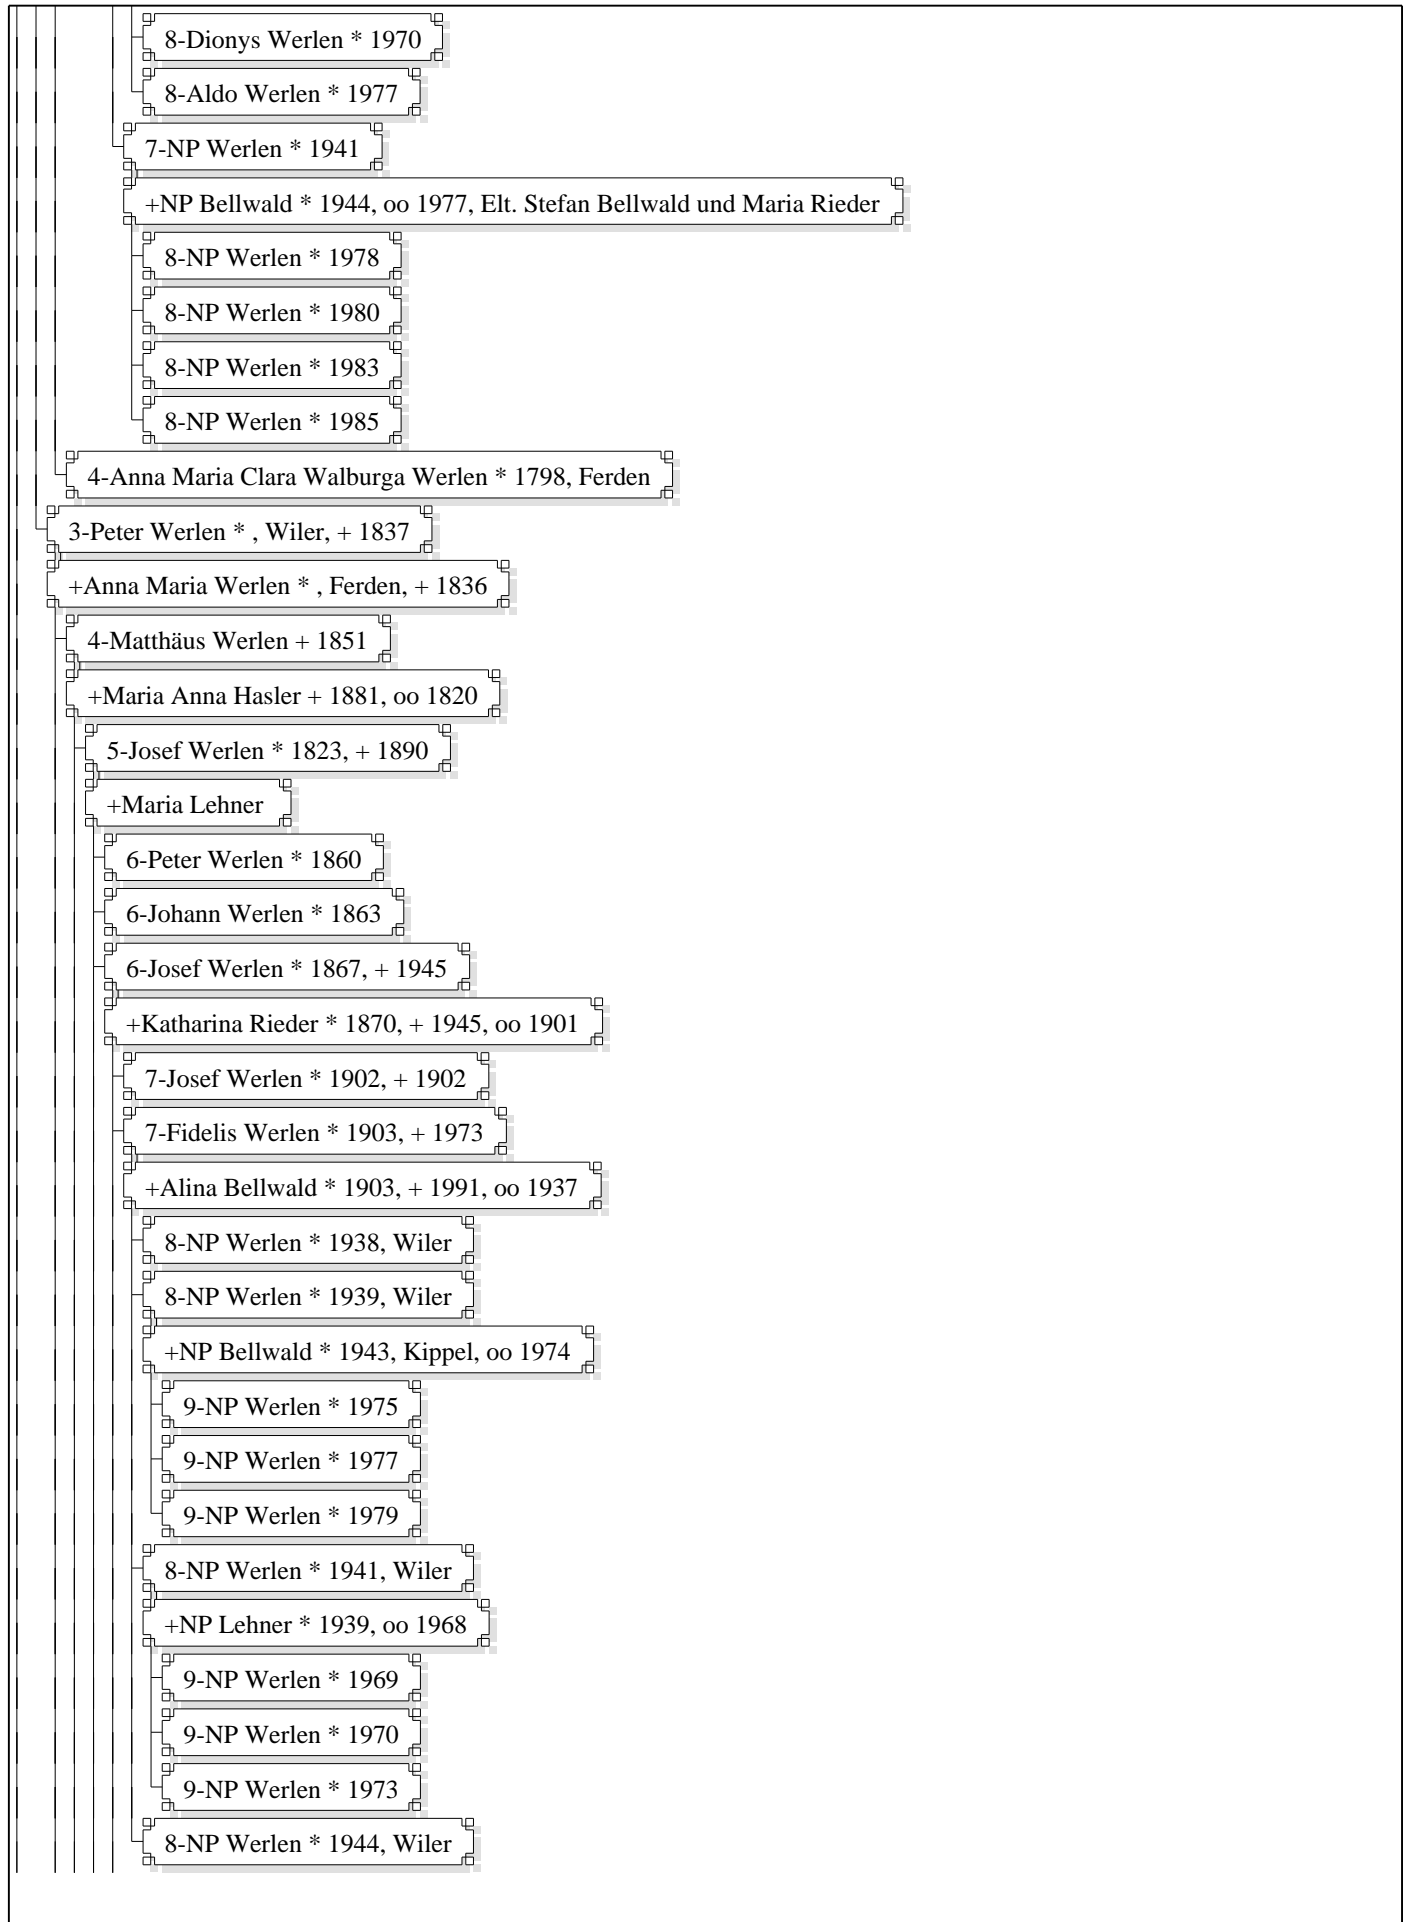 8-Dionys Werlen * 1970
8-Aldo Werlen * 1977
7-NP Werlen * 1941
+NP Bellwald * 1944, oo 1977, Elt. Stefan Bellwald und Maria Rieder
8-NP Werlen * 1978
8-NP Werlen * 1980
8-NP Werlen * 1983
8-NP Werlen * 1985
4-Anna Maria Clara Walburga Werlen * 1798, Ferden
3-Peter Werlen * , Wiler, + 1837
+Anna Maria Werlen * , Ferden, + 1836
4-Matthäus Werlen + 1851
+Maria Anna Hasler + 1881, oo 1820
5-Josef Werlen * 1823, + 1890
+Maria Lehner
6-Peter Werlen * 1860
6-Johann Werlen * 1863
6-Josef Werlen * 1867, + 1945
+Katharina Rieder * 1870, + 1945, oo 1901
7-Josef Werlen * 1902, + 1902
7-Fidelis Werlen * 1903, + 1973
+Alina Bellwald * 1903, + 1991, oo 1937
8-NP Werlen * 1938, Wiler
8-NP Werlen * 1939, Wiler
+NP Bellwald * 1943, Kippel, oo 1974
9-NP Werlen * 1975
9-NP Werlen * 1977
9-NP Werlen * 1979
8-NP Werlen * 1941, Wiler
+NP Lehner * 1939, oo 1968
9-NP Werlen * 1969
9-NP Werlen * 1970
9-NP Werlen * 1973
8-NP Werlen * 1944, Wiler